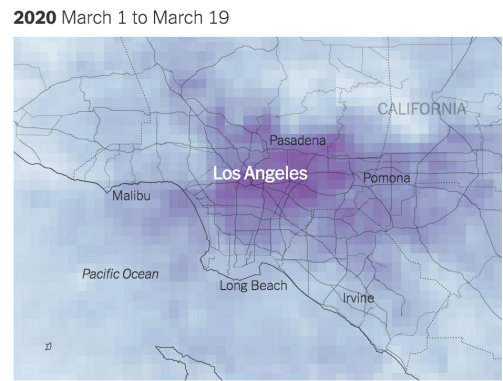 2020 March 1 to March 19
CALIFORNIA
Pasadena
Los Angeles
Pomona
Malibu
Pacific Ocean
Long Beach
Irvine